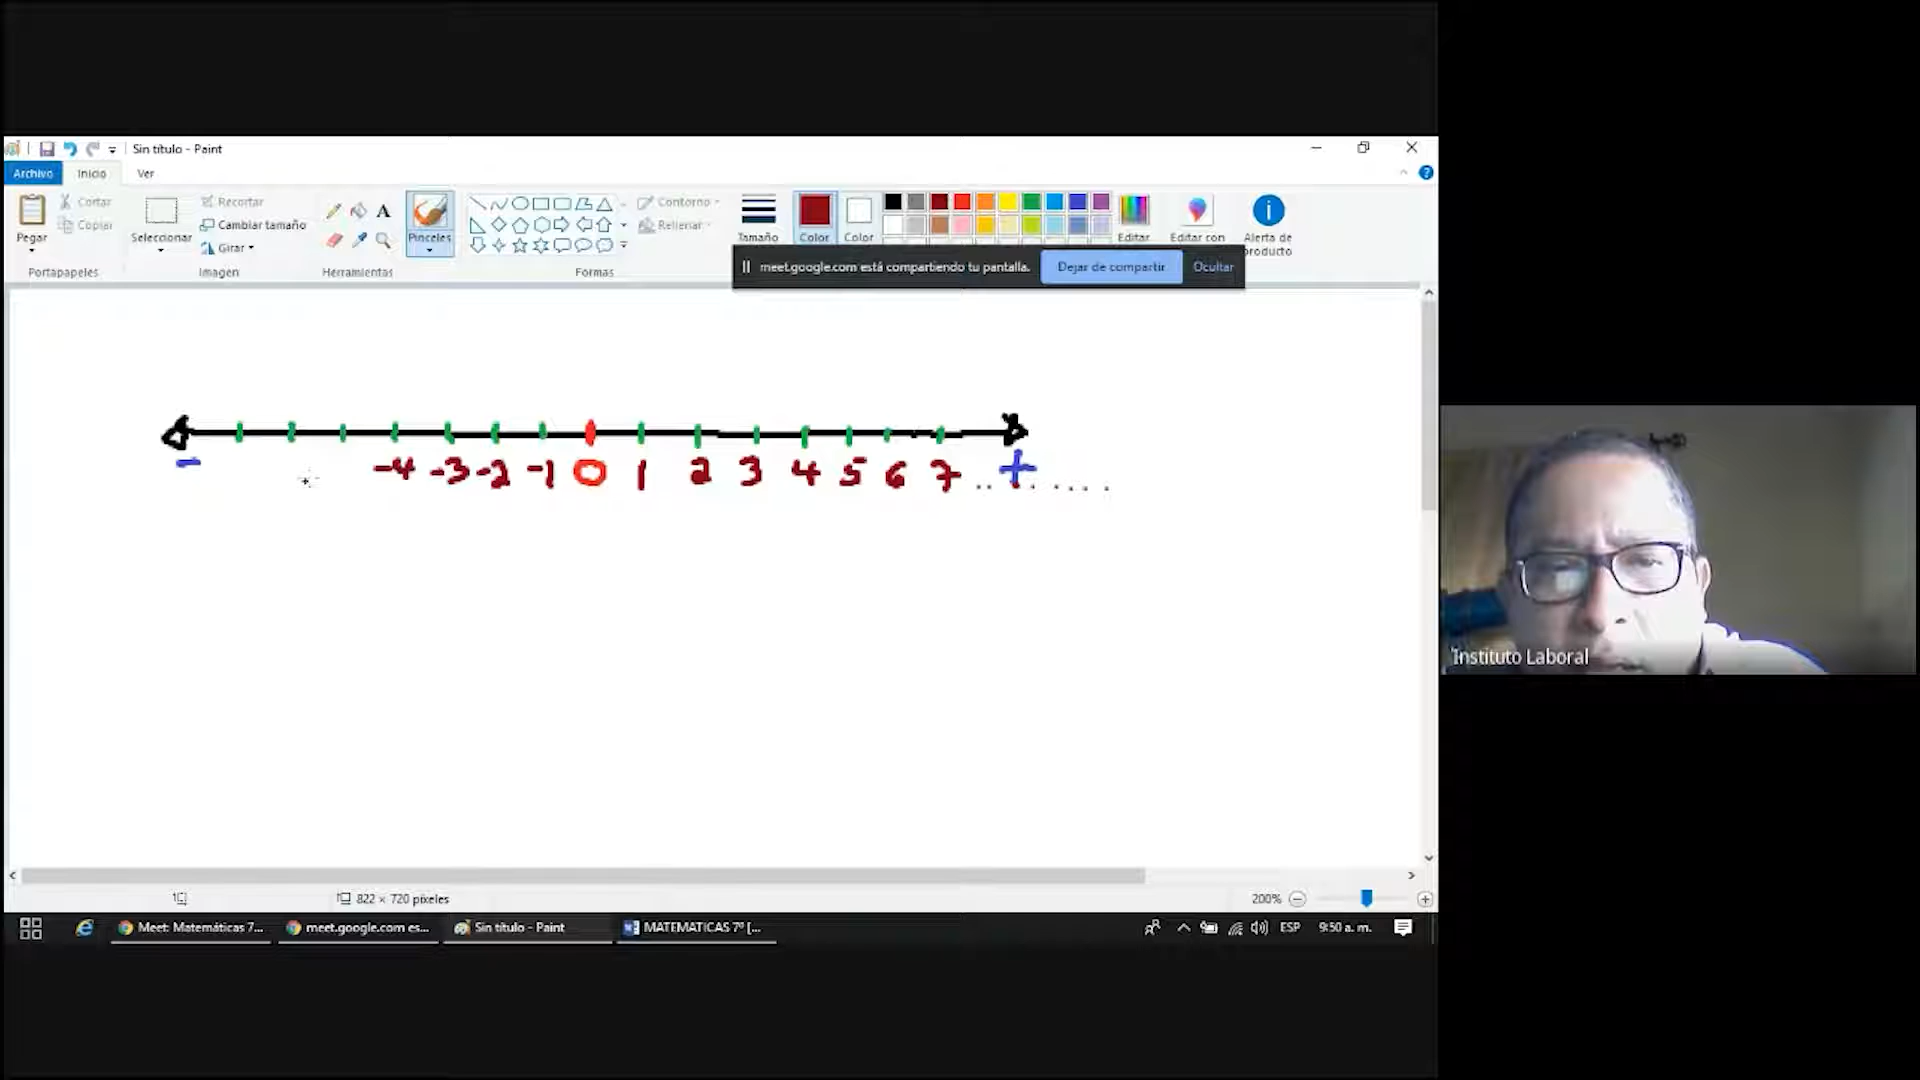 Sin título - Paint
Archivo Inicio Ver
Pegar
Cortar
Copiar
Portapapeles
Seleccionar
Recortar
Cambiar tamaño
Girar
Imagen
A
Herramientas
Pinceles
Formas
Contorno
Rellenar
Tamaño
Color
Color
Editar
Editar con
Alerta de
producto
meet.google.com está compartiendo tu pantalla. Dejar de compartir Ocultar
- -4 -3 -2 -1 0 1 2 3 4 5 6 7 .. + . . . . .
Instituto Laboral
822 × 720 píxeles 200%
Meet: Matemáticas 7... meet.google.com es... Sin título - Paint MATEMATICAS 7º [... ESP 9:50 a. m.